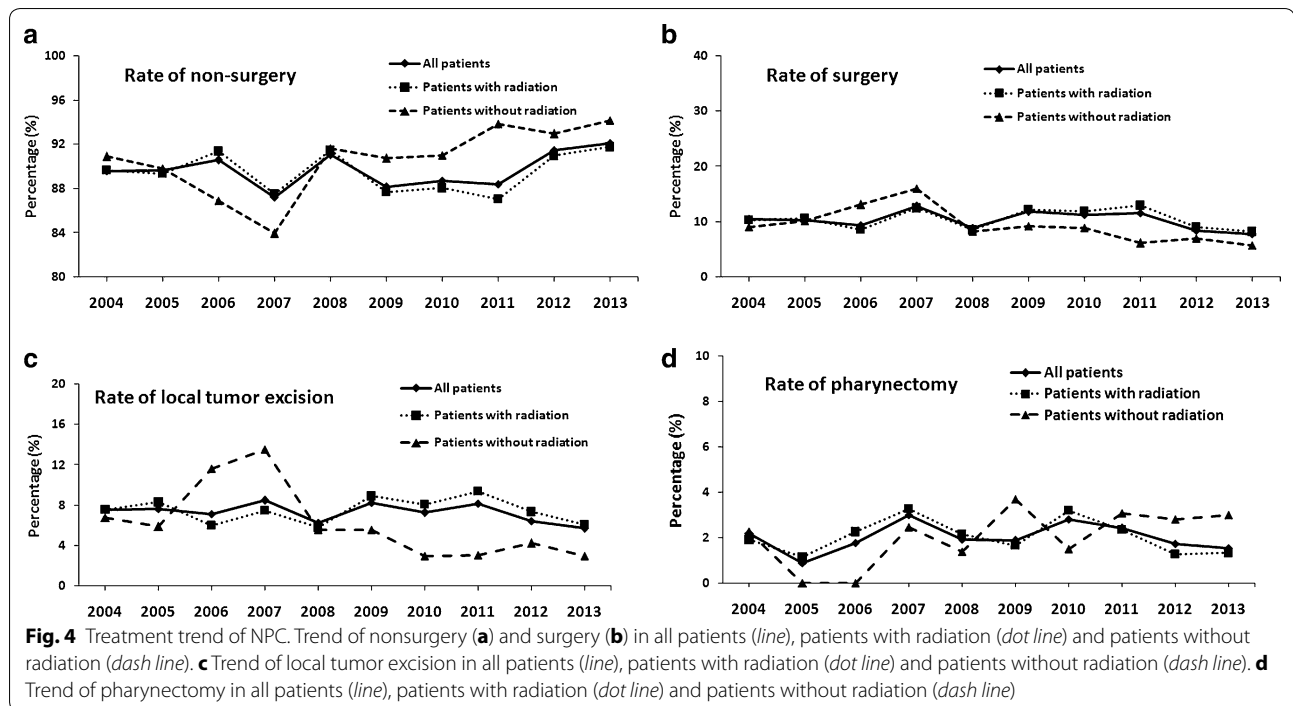 a
100
96
92
88
84
80
Percentage (%)
Rate of non-surgery
All patients
Patients with radiation
Patients without radiation
2004 2005 2006 2007 2008 2009 2010 2011 2012 2013
b
40
30
20
10
0
Percentage (%)
Rate of surgery
All patients
Patients with radiation
Patients without radiation
2004 2005 2006 2007 2008 2009 2010 2011 2012 2013
c
20
16
12
8
4
0
Percentage (%)
Rate of local tumor excision
All patients
Patients with radiation
Patients without radiation
2004 2005 2006 2007 2008 2009 2010 2011 2012 2013
d
10
8
6
4
2
0
Percentage (%)
Rate of pharynectomy
All patients
Patients with radiation
Patients without radiation
2004 2005 2006 2007 2008 2009 2010 2011 2012 2013
Fig. 4 Treatment trend of NPC. Trend of nonsurgery (a) and surgery (b) in all patients (line), patients with radiation (dot line) and patients without
radiation (dash line). c Trend of local tumor excision in all patients (line), patients with radiation (dot line) and patients without radiation (dash line). d
Trend of pharynectomy in all patients (line), patients with radiation (dot line) and patients without radiation (dash line)